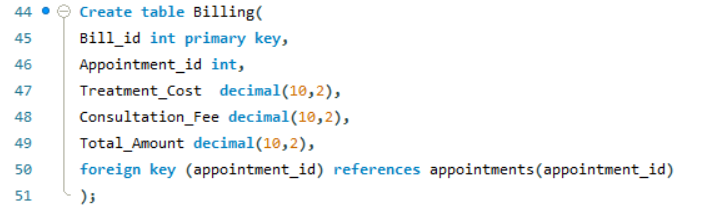 44 Create table Billing(
45 Bill_id int primary key,
46 Appointment_id int,
47 Treatment_Cost  decimal(10,2),
48 Consultation_Fee decimal(10,2),
49 Total_Amount decimal(10,2),
50 foreign key (appointment_id) references appointments(appointment_id)
51 );